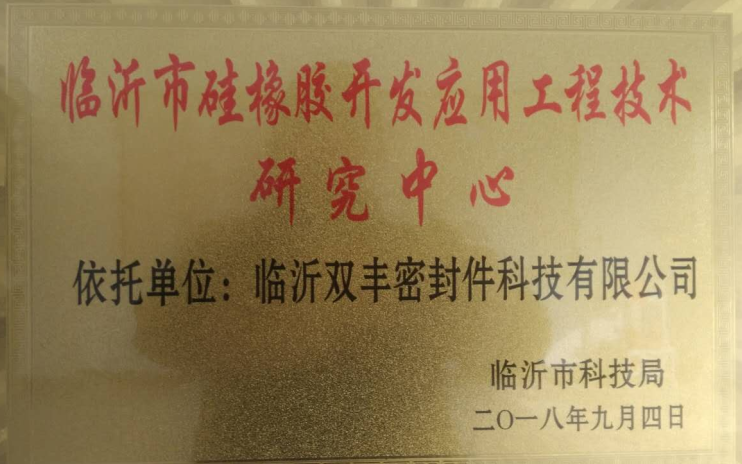 临沂市硅橡胶开发应用工程技术
研究中心
依托单位：临沂双丰密封件科技有限公司
临沂市科技局
二〇一八年九月四日